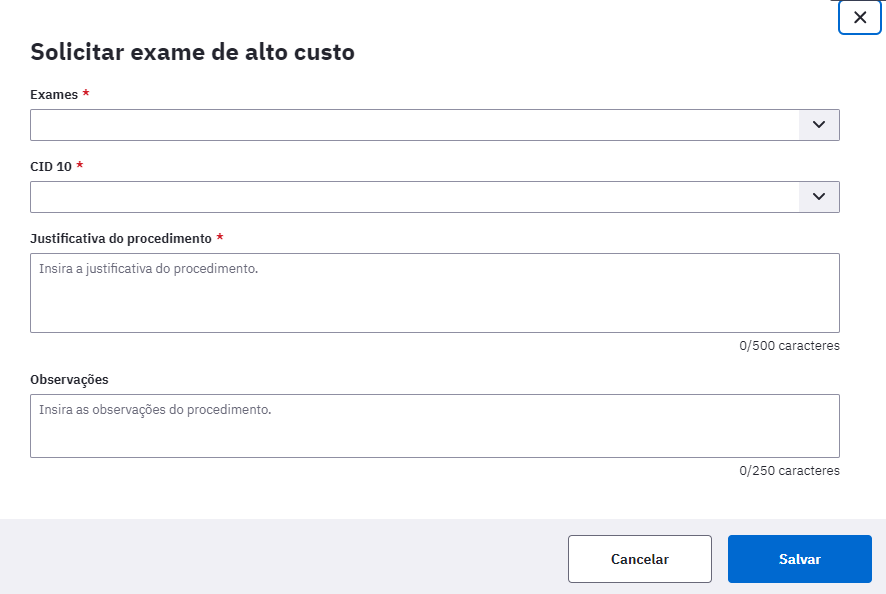 Solicitar exame de alto custo
Exames *
CID 10 *
Justificativa do procedimento *
Insira a justificativa do procedimento.
0/500 caracteres
Observações
Insira as observações do procedimento.
0/250 caracteres
Cancelar
Salvar